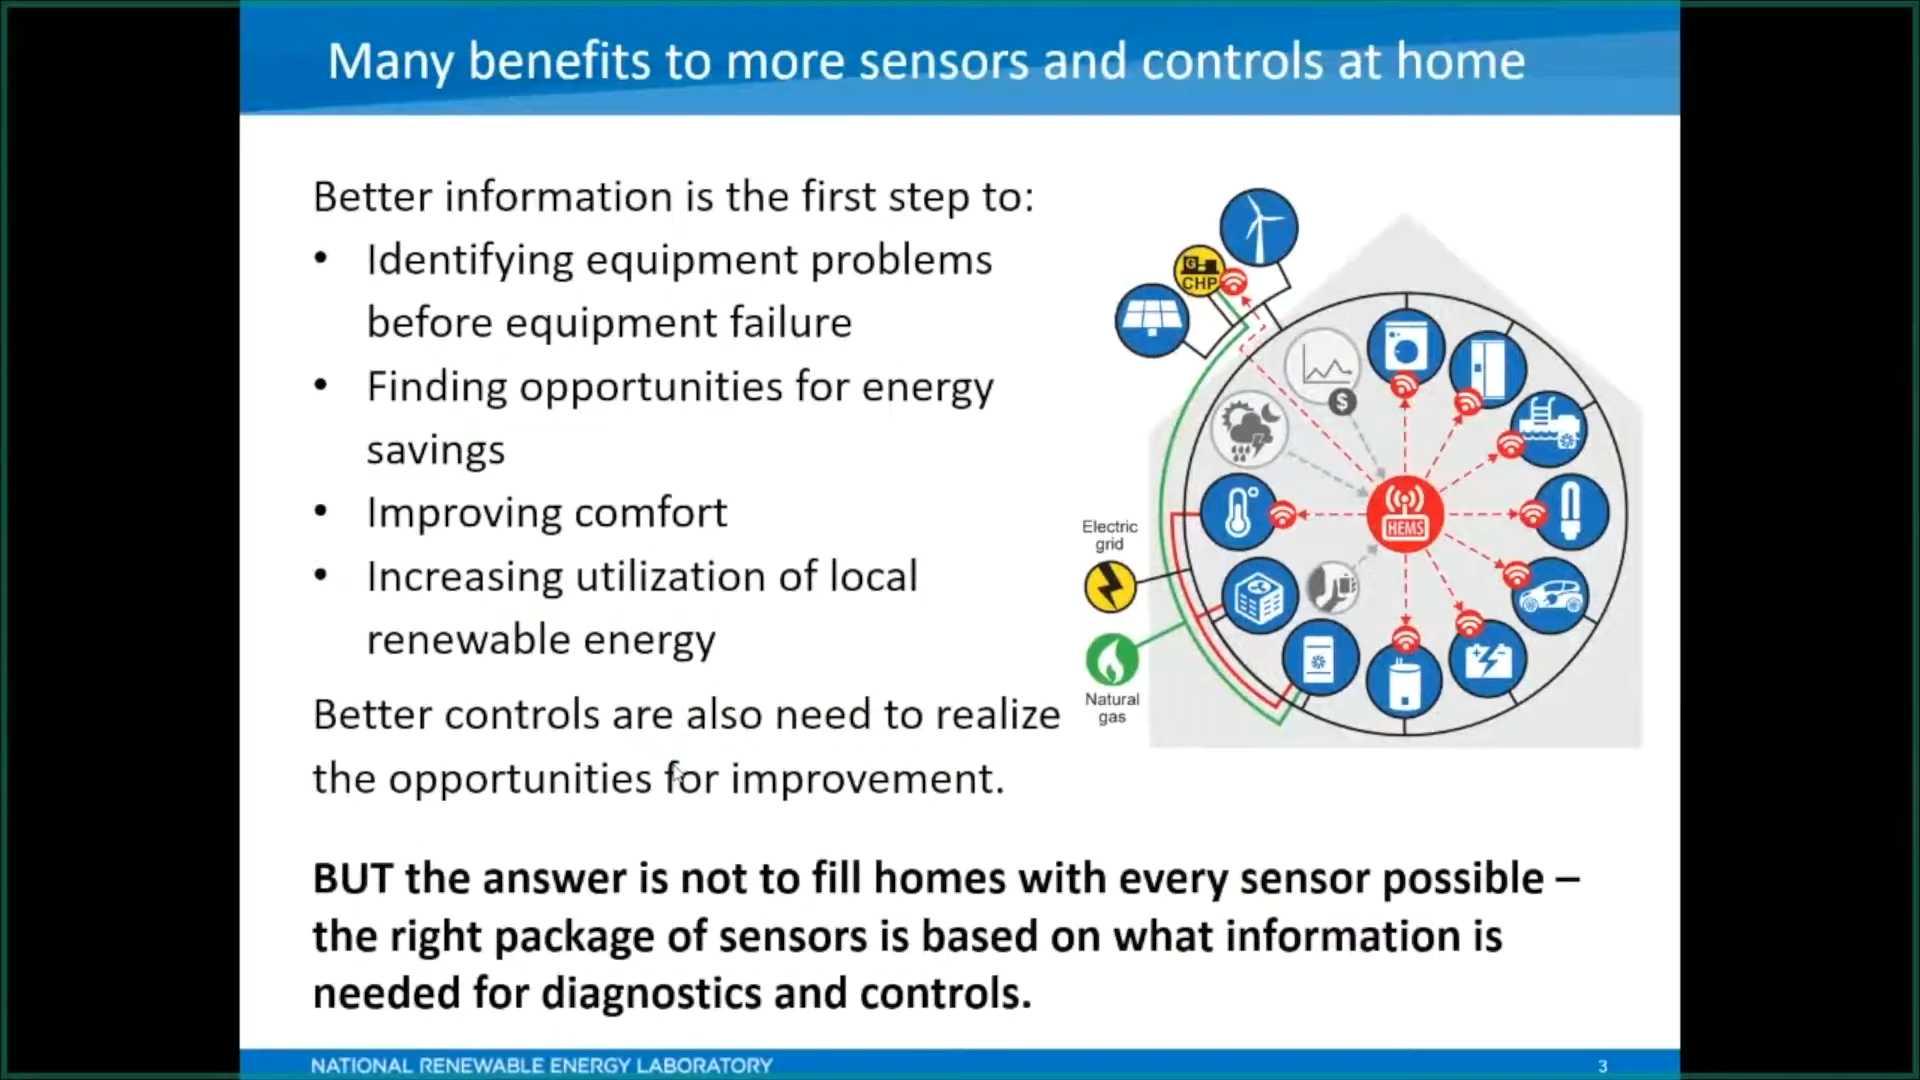 Many benefits to more sensors and controls at home
Better information is the first step to:
• Identifying equipment problems
before equipment failure
• Finding opportunities for energy
savings
• Improving comfort
• Increasing utilization of local
renewable energy
Better controls are also need to realize
the opportunities for improvement.
CHP
$
HEMS
Electric
grid
Natural
gas
BUT the answer is not to fill homes with every sensor possible –
the right package of sensors is based on what information is
needed for diagnostics and controls.
NATIONAL RENEWABLE ENERGY LABORATORY
3